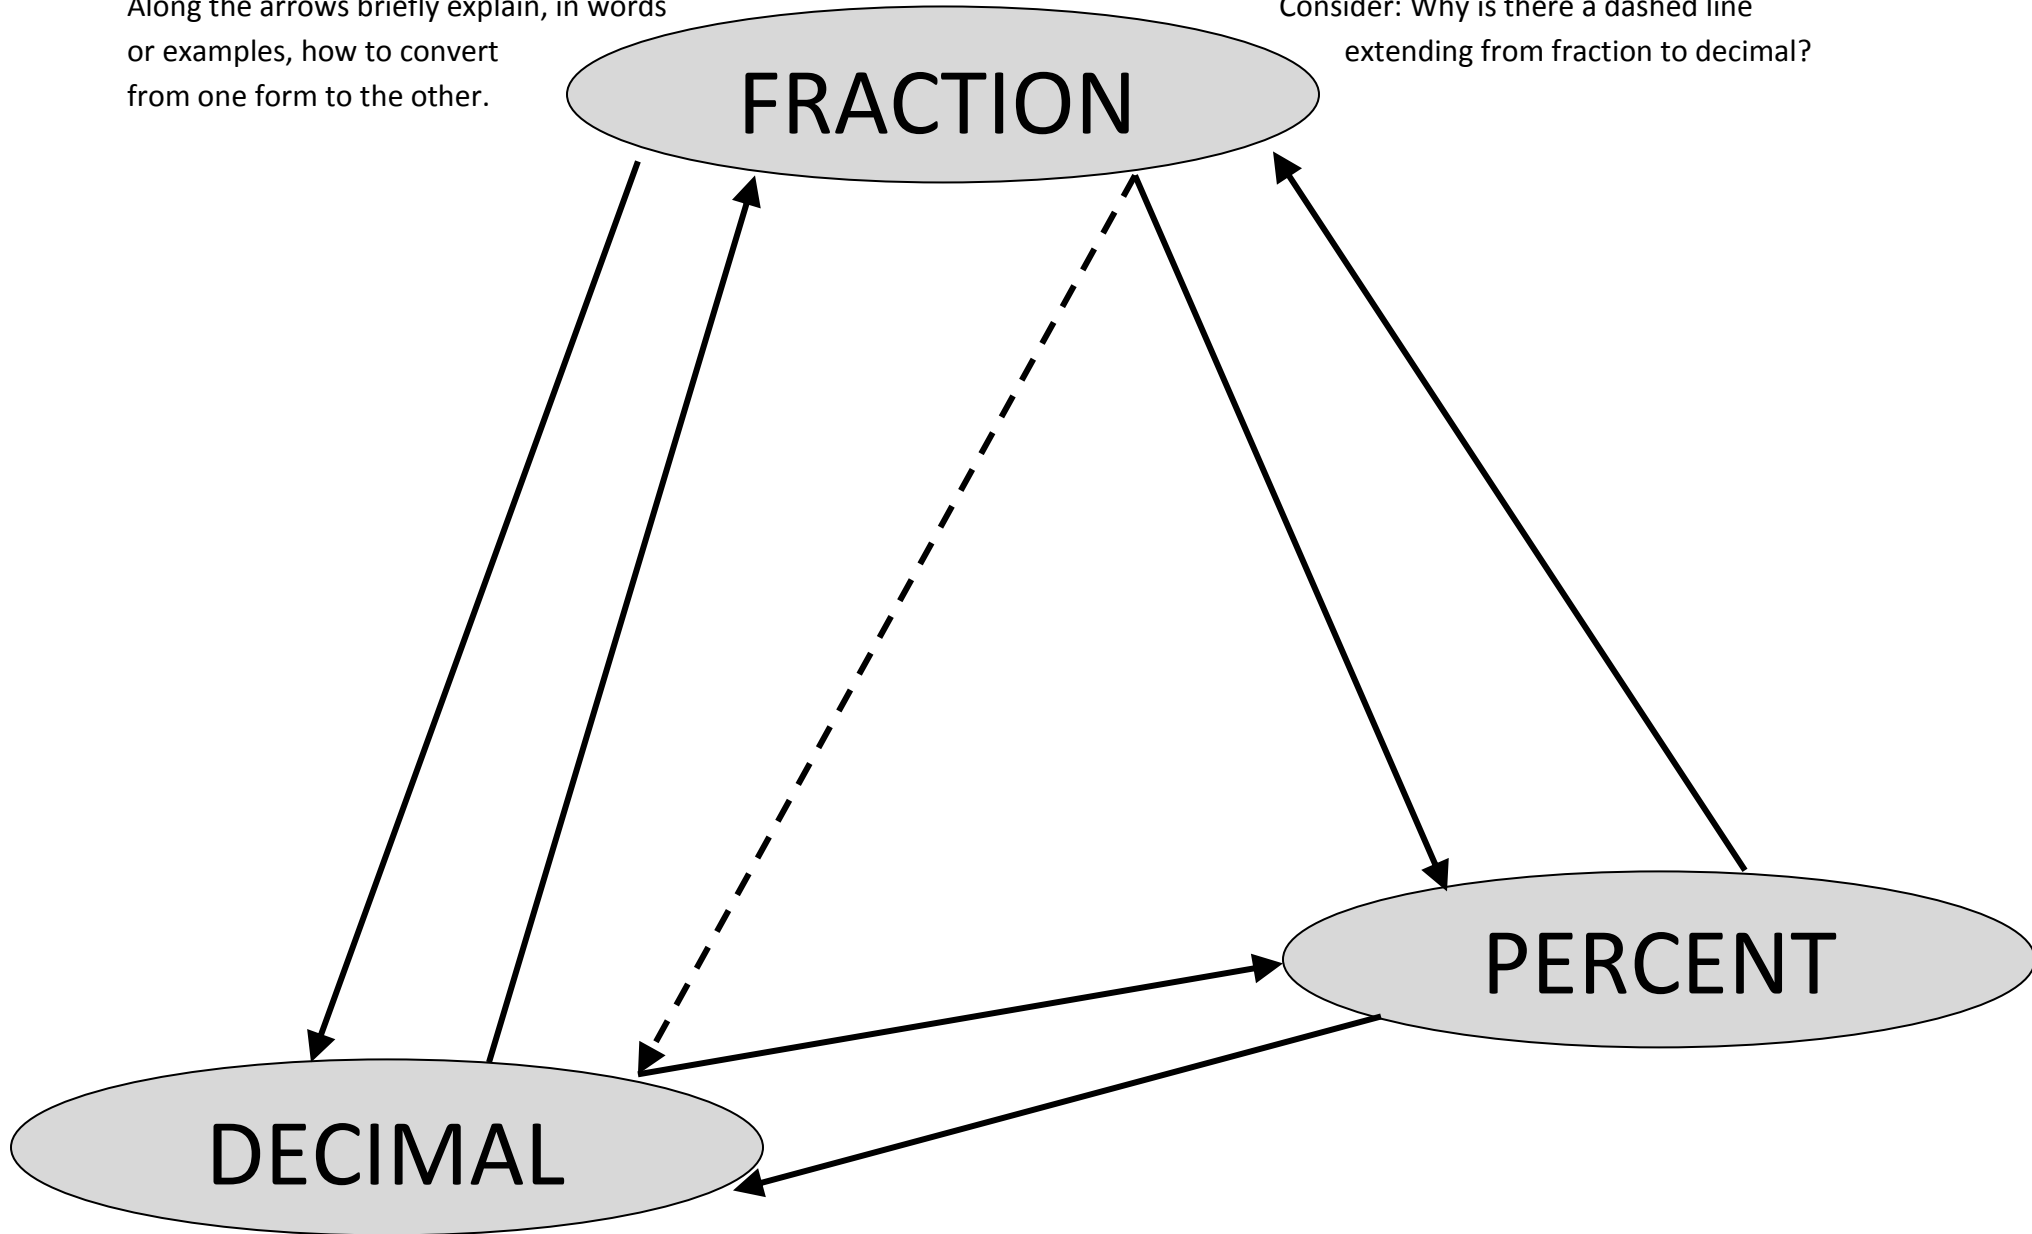 Along the arrows briefly explain, in words
or examples, how to convert
from one form to the other.
Consider: Why is there a dashed line
extending from fraction to decimal?
FRACTION
PERCENT
DECIMAL